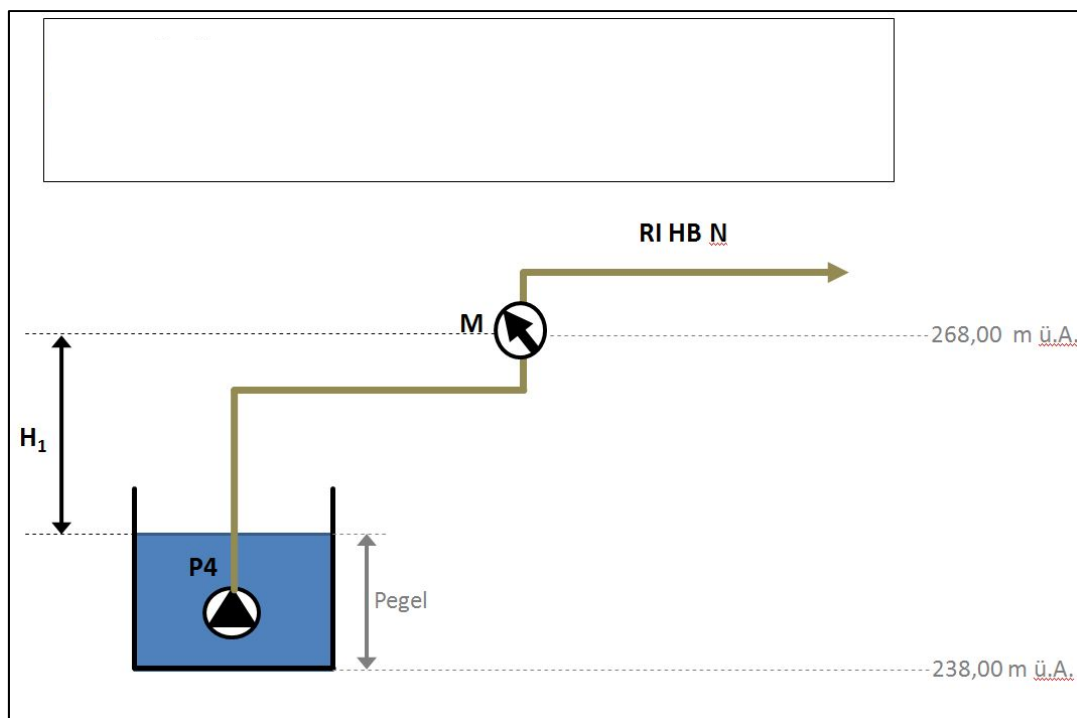 RI HB N
M
268,00 m ü.A.
H₁
P4
Pegel
238,00 m ü.A.